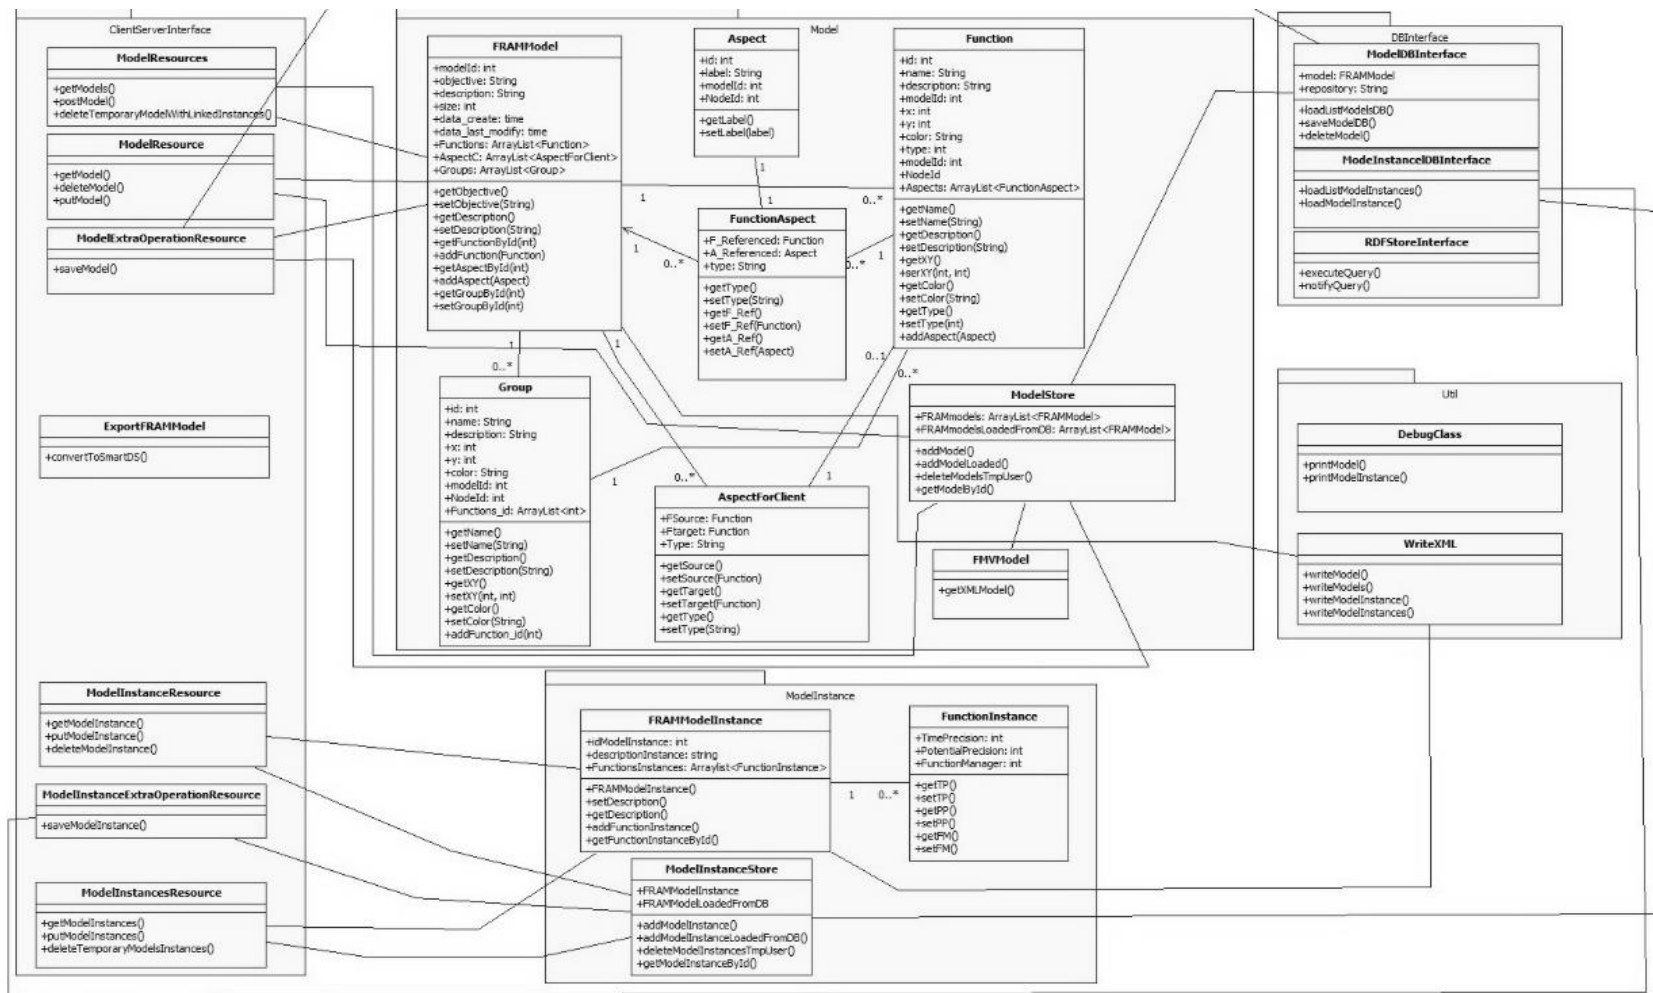 ClientServerInterface
ModelResources
+getModels()
+postModel()
+deleteTemporaryModelWithLinkedInstances()
ModelResource
+getModel()
+deleteModel()
+putModel()
ModelExtraOperationResource
+saveModel()
ExportFRAMModel
+convertToSmartDS()
ModelInstanceResource
+getModelInstance()
+putModelInstance()
+deleteModelInstance()
ModelInstanceExtraOperationResource
+saveModelInstance()
ModelInstancesResource
+getModelInstances()
+putModelInstances()
+deleteTemporaryModelsInstances()
Model
FRAMModel
+modelId: int
+objective: String
+description: String
+size: int
+data_create: time
+data_last_modify: time
+Functions: ArrayList<Function>
+AspectC: ArrayList<AspectForClient>
+Groups: ArrayList<Group>
+getObjective()
+setObjective(String)
+getDescription()
+setDescription(String)
+getFunctionById(int)
+addFunction(Function)
+getAspectById(int)
+addAspect(Aspect)
+getGroupById(int)
+setGroupById(int)
Aspect
+id: int
+label: String
+modelId: int
+NodeId: int
+getLabel()
+setLabel(label)
1
1
1
0..*
FunctionAspect
+F_Referenced: Function
+A_Referenced: Aspect
+type: String
+getType()
+setType(String)
+getF_Ref()
+setF_Ref(Function)
+getA_Ref()
+setA_Ref(Aspect)
1
0..*
0..*
1
Function
+id: int
+name: String
+description: String
+modelId: int
+x: int
+y: int
+color: String
+type: int
+modelId: int
+NodeId
+Aspects: ArrayList<FunctionAspect>
+getName()
+setName(String)
+getDescription()
+setDescription(String)
+getXY()
+serXY(int, int)
+getColor()
+setColor(String)
+getType()
+setType(int)
+addAspect(Aspect)
1
0..*
1
0..1
0..*
Group
+id: int
+name: String
+description: String
+x: int
+y: int
+color: String
+modelId: int
+NodeId: int
+Functions_id: ArrayList<int>
+getName()
+setName(String)
+getDescription()
+setDescription(String)
+getXY()
+setXY(int, int)
+getColor()
+setColor(String)
+addFunction_id(int)
1
0..*
1
AspectForClient
+FSource: Function
+Ftarget: Function
+Type: String
+getSource()
+setSource(Function)
+getTarget()
+setTarget(Function)
+getType()
+setType(String)
ModelStore
+FRAMmodels: ArrayList<FRAMModel>
+FRAMmodelsLoadedFromDB: ArrayList<FRAMModel>
+addModel()
+addModelLoaded()
+deleteModelsTmpUser()
+getModelById()
FMVModel
+getXMLModel()
ModelInstance
FRAMModelInstance
+idModelInstance: int
+descriptionInstance: string
+FunctionsInstances: Arraylist<FunctionInstance>
+FRAMModelInstance()
+setDescription()
+getDescription()
+addFunctionInstance()
+getFunctionInstanceById()
1
0..*
FunctionInstance
+TimePrecision: int
+PotentialPrecision: int
+FunctionManager: int
+getTP()
+setTP()
+getPP()
+setPP()
+getFM()
+setFM()
ModelInstanceStore
+FRAMModelInstance
+FRAMModelLoadedFromDB
+addModelInstance()
+addModelInstanceLoadedFromDB()
+deleteModelInstancesTmpUser()
+getModelInstanceById()
DBInterface
ModelDBInterface
+model: FRAMModel
+repository: String
+loadListModelsDB()
+saveModelDB()
+deleteModel()
ModeInstancelDBInterface
+loadListModelInstances()
+loadModelInstance()
RDFStoreInterface
+executeQuery()
+notifyQuery()
Util
DebugClass
+printModel()
+printModelInstance()
WriteXML
+writeModel()
+writeModels()
+writeModelInstance()
+writeModelInstances()